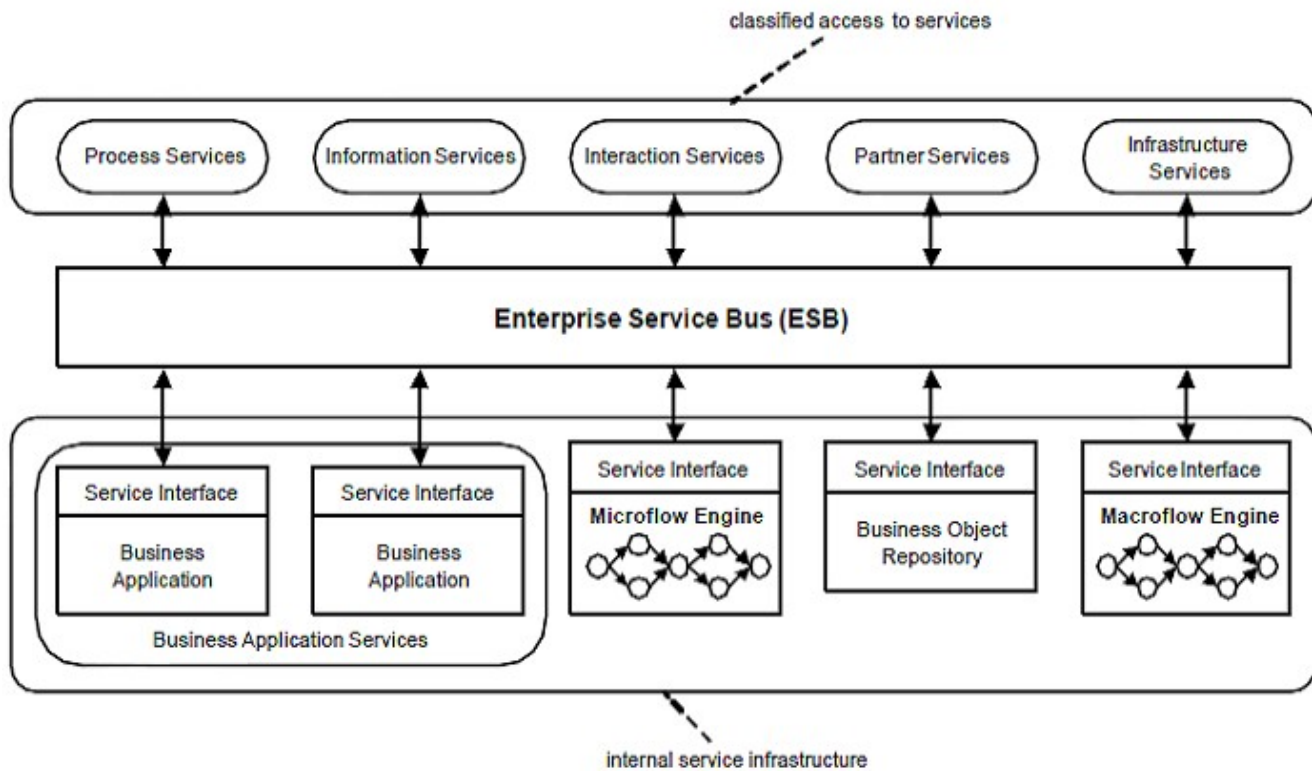 classified access to services
Process Services
Information Services
Interaction Services
Partner Services
Infrastructure
Services
Enterprise Service Bus (ESB)
Service Interface
Business
Application
Service Interface
Business
Application
Business Application Services
Service Interface
Microflow Engine
Service Interface
Business Object
Repository
Service Interface
Macroflow Engine
internal service infrastructure